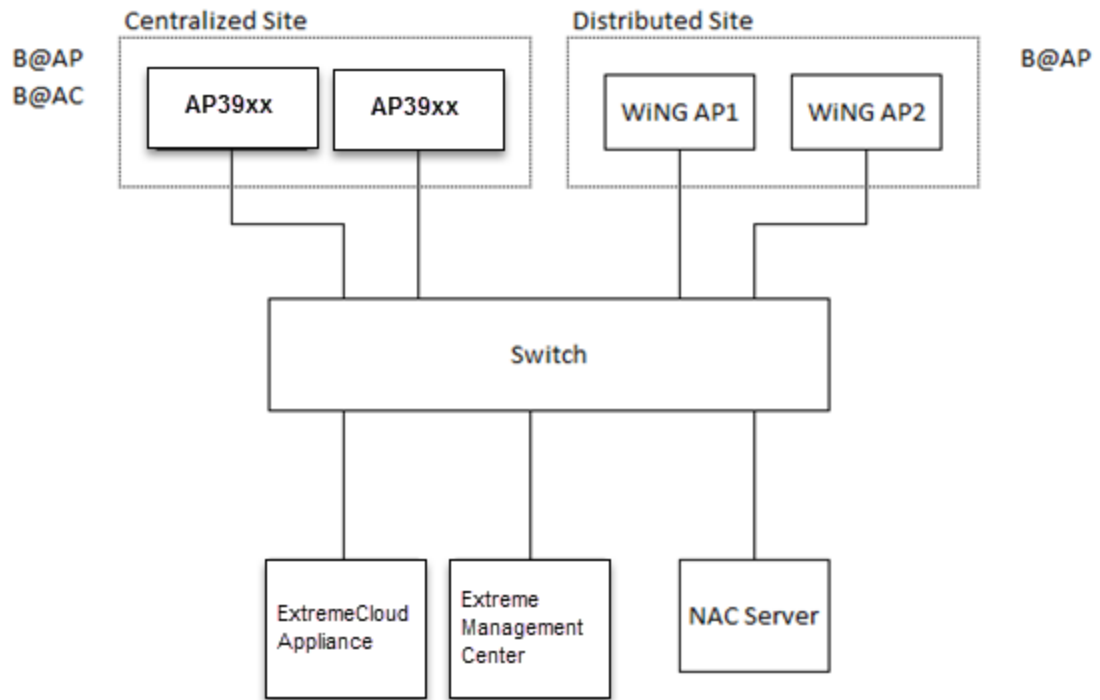 Centralized Site
Distributed Site
B@AP
B@AC
B@AP
AP39xx
AP39xx
WiNG AP1
WiNG AP2
Switch
ExtremeCloud
Appliance
Extreme
Management
Center
NAC Server